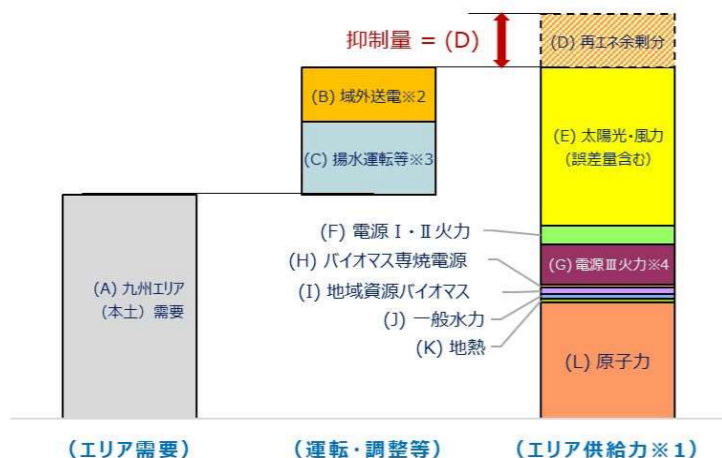 抑制量 = (D)
(D) 再エネ余剰分
(B) 域外送電※2
(C) 揚水運転等※3
(E) 太陽光・風力
(誤差量含む)
(A) 九州エリア
(本土) 需要
(F) 電源Ⅰ・Ⅱ火力
(G) 電源Ⅲ火力※4
(H) バイオマス専焼電源
(I) 地域資源バイオマス
(J) 一般水力
(K) 地熱
(L) 原子力
(エリア需要)
(運転・調整等)
(エリア供給力※1)